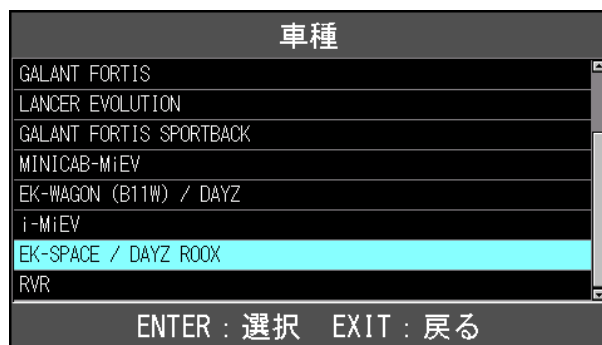 車種
GALANT FORTIS
LANCER EVOLUTION
GALANT FORTIS SPORTBACK
MINICAB-MiEV
EK-WAGON (B11W) / DAYZ
i-MiEV
EK-SPACE / DAYZ ROOX
RVR
ENTER：選択　EXIT：戻る